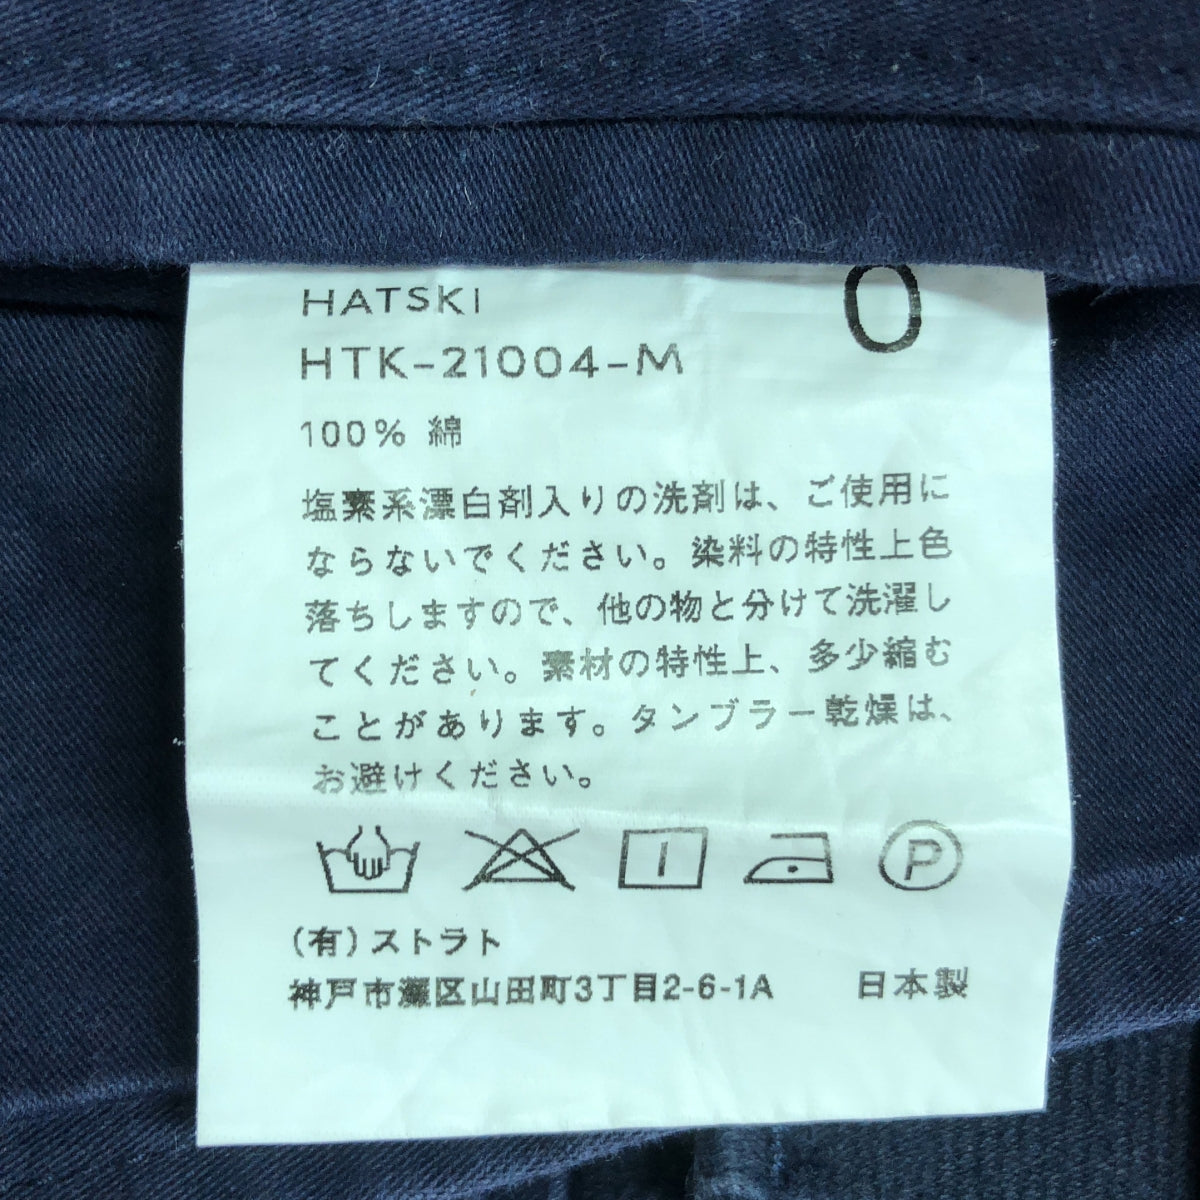 HATSKI 0
HTK-21004-M
100% 綿
塩素系漂白剤入りの洗剤は、ご使用に
ならないでください。染料の特性上色
落ちしますので、他の物と分けて洗濯し
てください。素材の特性上、多少縮む
ことがあります。タンブラー乾燥は、
お避けください。
P
(有)ストラト
神戸市灘区山田町3丁目2-6-1A 日本製